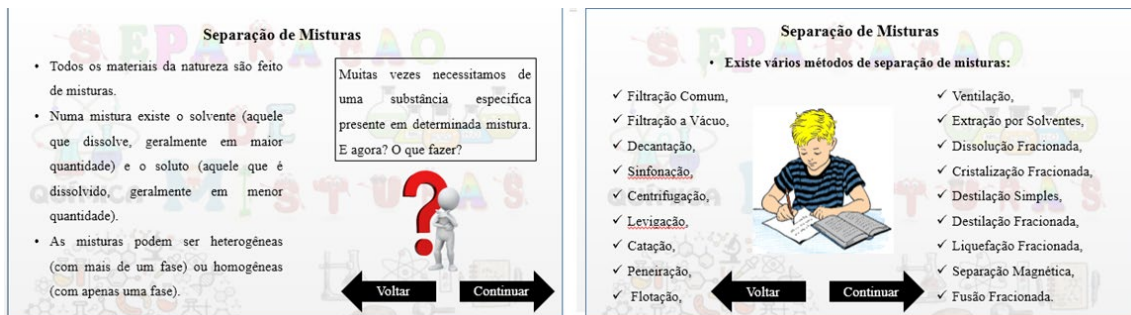 Separação de Misturas
• Todos os materiais da natureza são feito
de misturas.
• Numa mistura existe o solvente (aquele
que dissolve, geralmente em maior
quantidade) e o soluto (aquele que é
dissolvido, geralmente em menor
quantidade).
• As misturas podem ser heterogêneas
(com mais de um fase) ou homogêneas
(com apenas uma fase).
Muitas vezes necessitamos de
uma substância especifica
presente em determinada mistura.
E agora? O que fazer?
Voltar
Continuar
Separação de Misturas
• Existe vários métodos de separação de misturas:
✓ Filtração Comum,
✓ Filtração a Vácuo,
✓ Decantação,
✓ Sinfonação,
✓ Centrifugação,
✓ Levigação,
✓ Catação,
✓ Peneiração,
✓ Flotação,
✓ Ventilação,
✓ Extração por Solventes,
✓ Dissolução Fracionada,
✓ Cristalização Fracionada,
✓ Destilação Simples,
✓ Destilação Fracionada,
✓ Liquefação Fracionada,
✓ Separação Magnética,
✓ Fusão Fracionada.
Voltar
Continuar